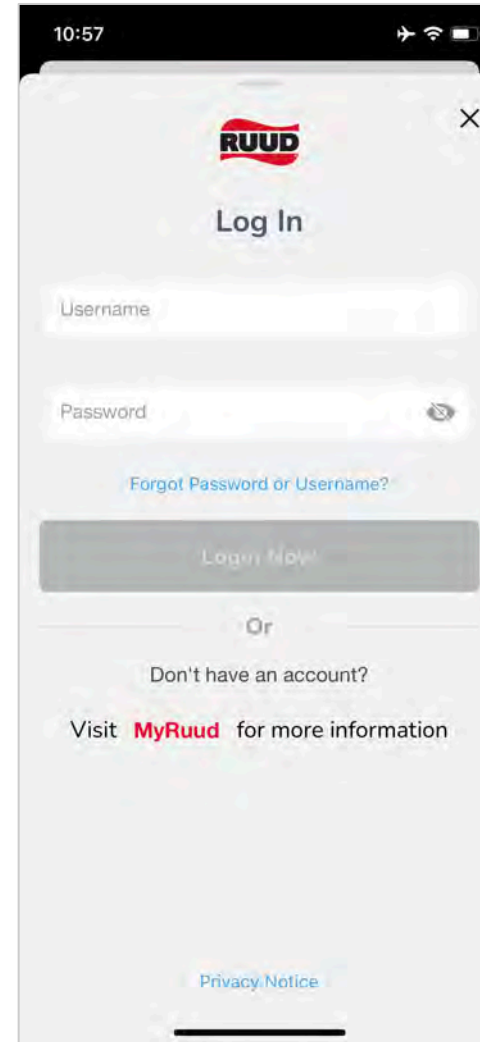 10:57
RUUD
Log In
Username
Password
Forgot Password or Username?
Login Now
Or
Don't have an account?
Visit MyRuud for more information
Privacy Notice